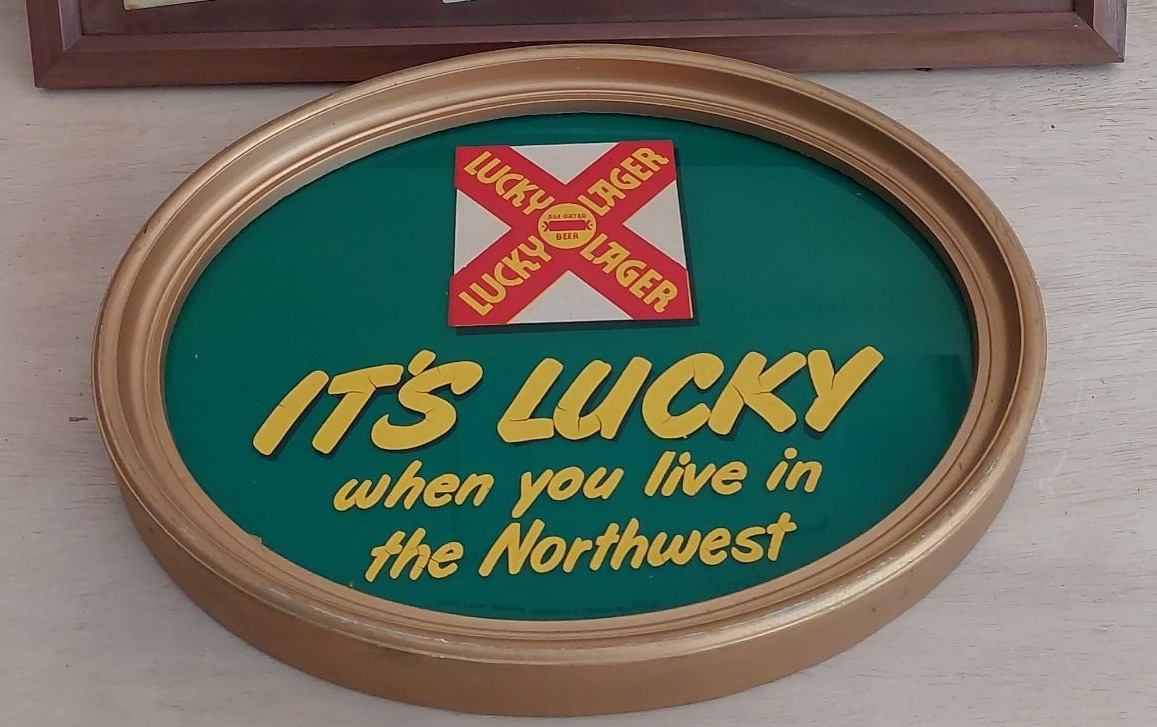 LUCKY LAGER
AGE-DATED
BEER
LUCKY LAGER
IT'S LUCKY
when you live in
the Northwest